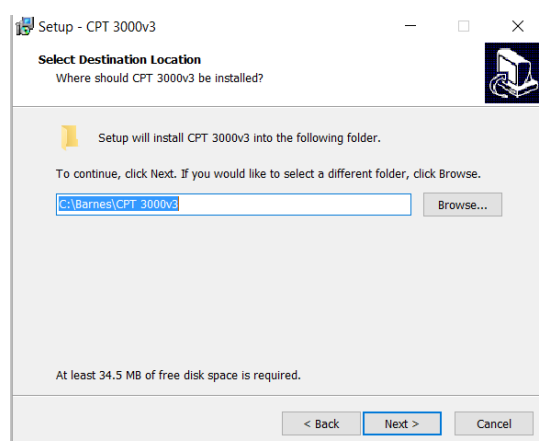 Setup - CPT 3000v3
Select Destination Location
Where should CPT 3000v3 be installed?
Setup will install CPT 3000v3 into the following folder.
To continue, click Next. If you would like to select a different folder, click Browse.
C:\Barnes\CPT 3000v3
Browse...
At least 34.5 MB of free disk space is required.
< Back
Next >
Cancel